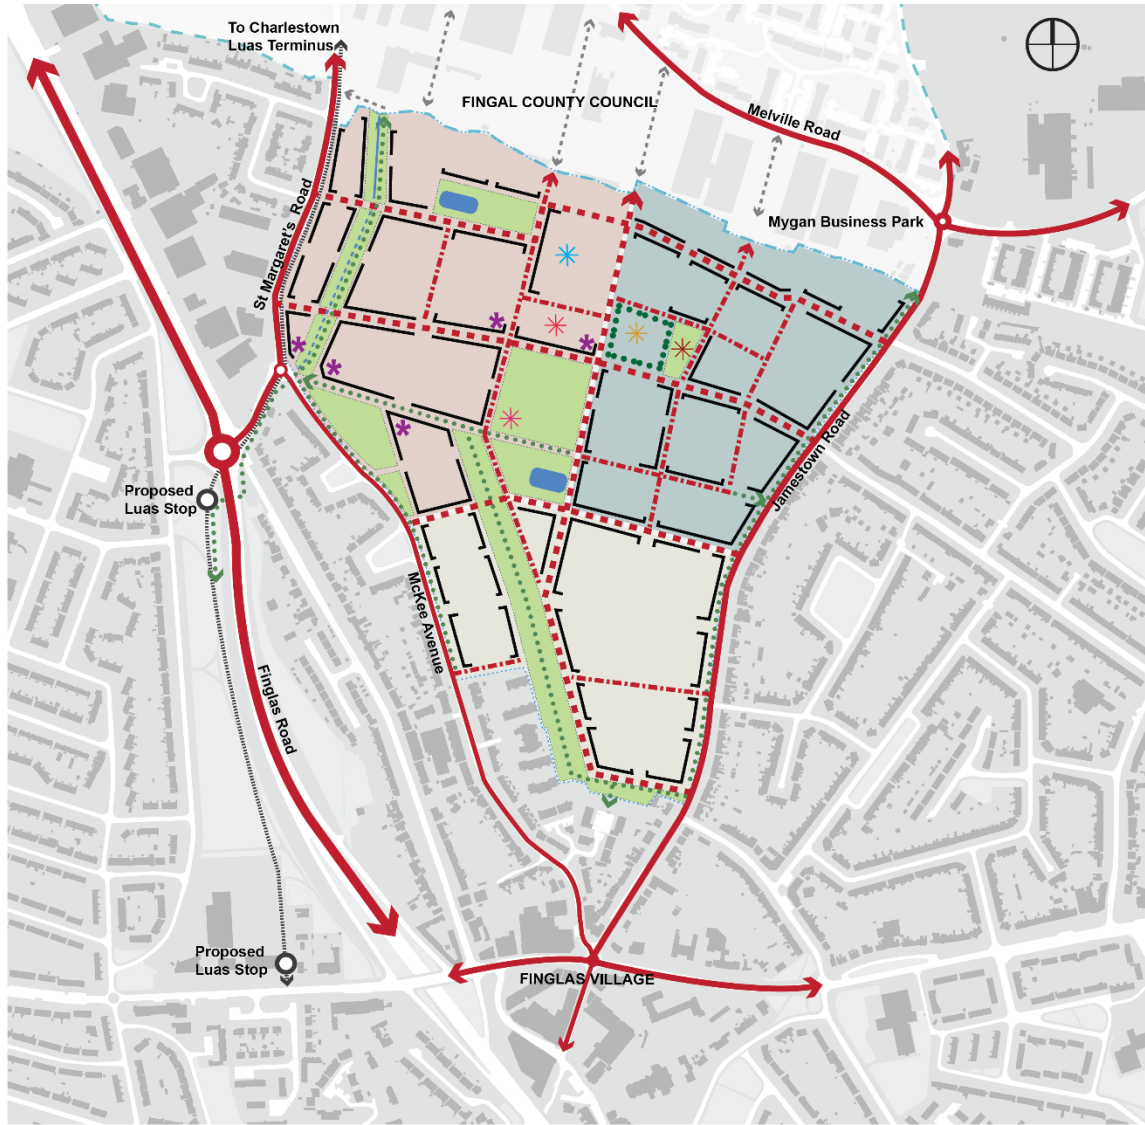 To Charlestown
Luas Terminus
FINGAL COUNTY COUNCIL
Melville Road
Mygan Business Park
St Margaret's Road
Proposed
Luas Stop
Jamestown Road
McKee Avenue
Finglas Road
Proposed
Luas Stop
FINGLAS VILLAGE